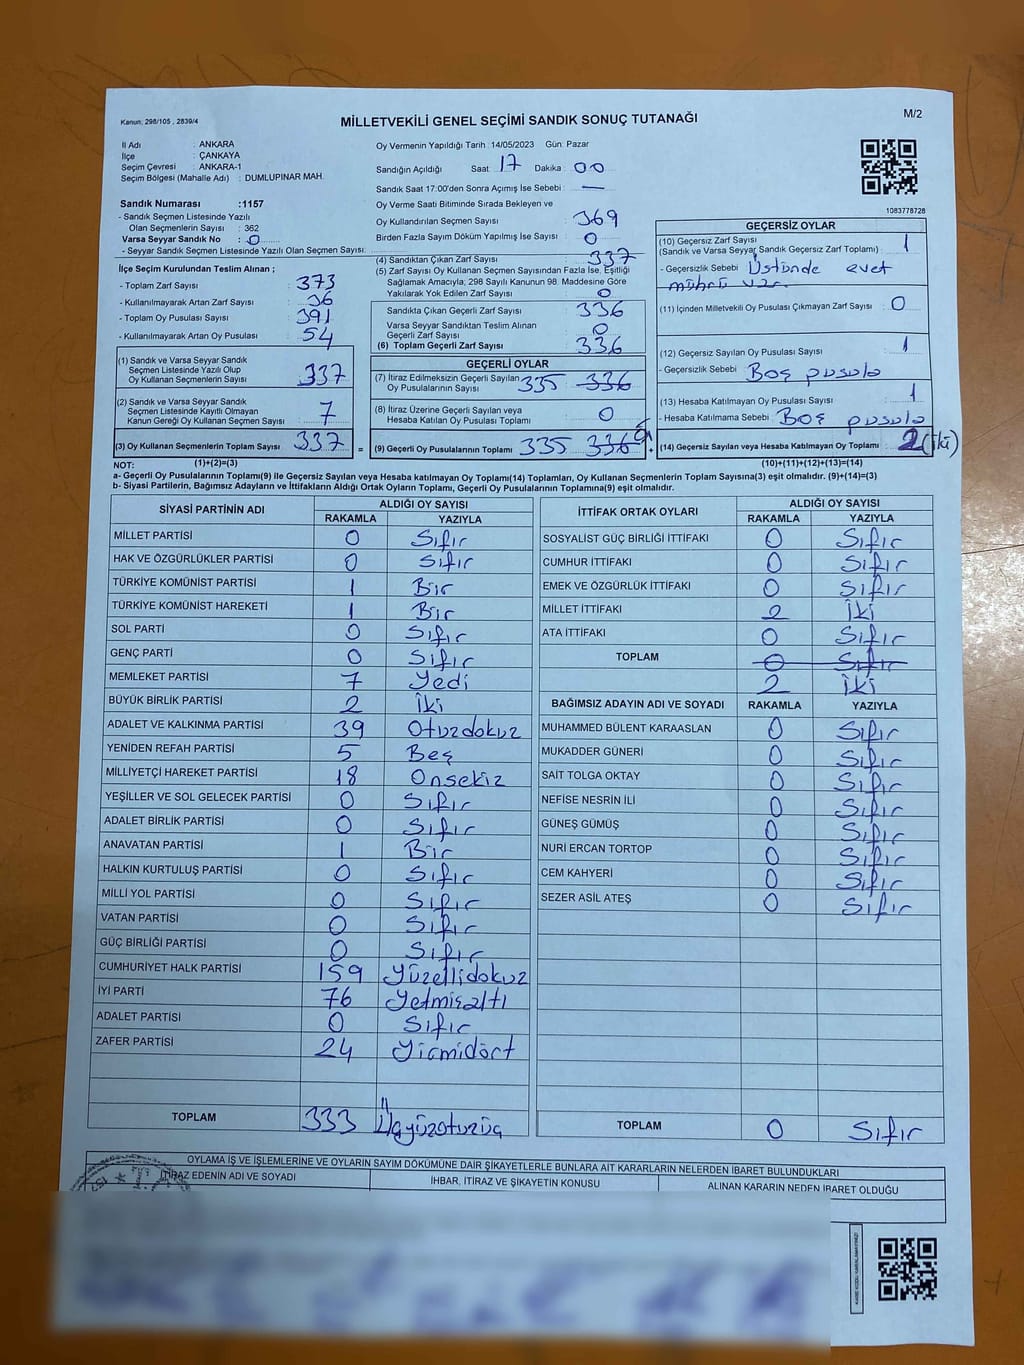 Kanun: 298/105 , 2839/4
MİLLETVEKİLİ GENEL SEÇİMİ SANDIK SONUÇ TUTANAĞI
M/2
İl Adı : ANKARA
İlçe : ÇANKAYA
Seçim Çevresi : ANKARA-1
Seçim Bölgesi (Mahalle Adı) : DUMLUPINAR MAH.
Oy Vermenin Yapıldığı Tarih : 14/05/2023 Gün: Pazar
Sandığın Açıldığı Saat 17 Dakika : 00
Sandık Saat 17:00'den Sonra Açımış İse Sebebi : —
Oy Verme Saati Bitiminde Sırada Bekleyen ve
Oy Kullandırılan Seçmen Sayısı : 369
Birden Fazla Sayım Döküm Yapılmış İse Sayısı : 0
1083778728
Sandık Numarası :1157
- Sandık Seçmen Listesinde Yazılı
Olan Seçmenlerin Sayısı : 362
Varsa Seyyar Sandık No : 0
- Seyyar Sandık Seçmen Listesinde Yazılı Olan Seçmen Sayısı:
İlçe Seçim Kurulundan Teslim Alınan ;
- Toplam Zarf Sayısı : 373
- Kullanılmayarak Artan Zarf Sayısı : 36
- Toplam Oy Pusulası Sayısı : 391
- Kullanılmayarak Artan Oy Pusulası : 54
(1) Sandık ve Varsa Seyyar Sandık
Seçmen Listesinde Yazılı Olup
Oy Kullanan Seçmenlerin Sayısı : 337
(2) Sandık ve Varsa Seyyar Sandık
Seçmen Listesinde Kayıtlı Olmayan
Kanun Gereği Oy Kullanan Seçmen Sayısı : 7
(3) Oy Kullanan Seçmenlerin Toplam Sayısı : 337
(4) Sandıktan Çıkan Zarf Sayısı : 337
(5) Zarf Sayısı Oy Kullanan Seçmen Sayısından Fazla İse, Eşitliği
Sağlamak Amacıyla; 298 Sayılı Kanunun 98. Maddesine Göre
Yakılarak Yok Edilen Zarf Sayısı : 0
Sandıkta Çıkan Geçerli Zarf Sayısı : 336
Varsa Seyyar Sandıktan Teslim Alınan
Geçerli Zarf Sayısı : 0
(6) Toplam Geçerli Zarf Sayısı : 336
GEÇERLİ OYLAR
(7) İtiraz Edilmeksizin Geçerli Sayılan
Oy Pusulalarının Sayısı : 335 336
(8) İtiraz Üzerine Geçerli Sayılan veya
Hesaba Katılan Oy Pusulası Toplamı : 0
= (9) Geçerli Oy Pusulalarının Toplamı : 335 336
GEÇERSİZ OYLAR
(10) Geçersiz Zarf Sayısı
(Sandık ve Varsa Seyyar Sandık Geçersiz Zarf Toplamı) : 1
- Geçersizlik Sebebi : Üstünde evet
mührü var
(11) İçinden Milletvekili Oy Pusulası Çıkmayan Zarf Sayısı : 0
(12) Geçersiz Sayılan Oy Pusulası Sayısı : 1
- Geçersizlik Sebebi : Boş pusula
(13) Hesaba Katılmayan Oy Pusulası Sayısı : 1
- Hesaba Katılmama Sebebi : Boş pusula
+ (14) Geçersiz Sayılan veya Hesaba Katılmayan Oy Toplamı : 2 (iki)
NOT: (1)+(2)=(3)
(10)+(11)+(12)+(13)=(14)
a- Geçerli Oy Pusulalarının Toplamı(9) İle Geçersiz Sayılan veya Hesaba katılmayan Oy Toplamı(14) Toplamları, Oy Kullanan Seçmenlerin Toplam Sayısına(3) eşit olmalıdır. (9)+(14)=(3)
b- Siyasi Partilerin, Bağımsız Adayların ve İttifakların Aldığı Ortak Oyların Toplamı, Geçerli Oy Pusulalarının Toplamına(9) eşit olmalıdır.
SİYASİ PARTİNİN ADI ALDIĞI OY SAYISI
RAKAMLA YAZIYLA
MİLLET PARTİSİ 0 Sıfır
HAK VE ÖZGÜRLÜKLER PARTİSİ 0 Sıfır
TÜRKİYE KOMÜNİST PARTİSİ 1 Bir
TÜRKİYE KOMÜNİST HAREKETİ 1 Bir
SOL PARTİ 0 Sıfır
GENÇ PARTİ 0 Sıfır
MEMLEKET PARTİSİ 7 Yedi
BÜYÜK BİRLİK PARTİSİ 2 İki
ADALET VE KALKINMA PARTİSİ 39 Otuzdokuz
YENİDEN REFAH PARTİSİ 5 Beş
MİLLİYETÇİ HAREKET PARTİSİ 18 Onsekiz
YEŞİLLER VE SOL GELECEK PARTİSİ 0 Sıfır
ADALET BİRLİK PARTİSİ 0 Sıfır
ANAVATAN PARTİSİ 1 Bir
HALKIN KURTULUŞ PARTİSİ 0 Sıfır
MİLLİ YOL PARTİSİ 0 Sıfır
VATAN PARTİSİ 0 Sıfır
GÜÇ BİRLİĞİ PARTİSİ 0 Sıfır
CUMHURİYET HALK PARTİSİ 159 Yüzellidokuz
İYİ PARTİ 76 Yetmişaltı
ADALET PARTİSİ 0 Sıfır
ZAFER PARTİSİ 24 Yirmidört
TOPLAM 333 Üçyüzotuzüç
İTTİFAK ORTAK OYLARI ALDIĞI OY SAYISI
RAKAMLA YAZIYLA
SOSYALİST GÜÇ BİRLİĞİ İTTİFAKI 0 Sıfır
CUMHUR İTTİFAKI 0 Sıfır
EMEK VE ÖZGÜRLÜK İTTİFAKI 0 Sıfır
MİLLET İTTİFAKI 2 İki
ATA İTTİFAKI 0 Sıfır
TOPLAM 0 Sıfır
2 İki
BAĞIMSIZ ADAYIN ADI VE SOYADI RAKAMLA YAZIYLA
MUHAMMED BÜLENT KARAASLAN 0 Sıfır
MUKADDER GÜNERİ 0 Sıfır
SAİT TOLGA OKTAY 0 Sıfır
NEFİSE NESRİN İLİ 0 Sıfır
GÜNEŞ GÜMÜŞ 0 Sıfır
NURİ ERCAN TORTOP 0 Sıfır
CEM KAHYERİ 0 Sıfır
SEZER ASİL ATEŞ 0 Sıfır
TOPLAM 0 Sıfır
OYLAMA İŞ VE İŞLEMLERİNE VE OYLARIN SAYIM DÖKÜMÜNE DAİR ŞİKAYETLERLE BUNLARA AİT KARARLARIN NELERDEN İBARET BULUNDUKLARI
İTİRAZ EDENİN ADI VE SOYADI İHBAR, İTİRAZ VE ŞİKAYETİN KONUSU ALINAN KARARIN NEDEN İBARET OLDUĞU